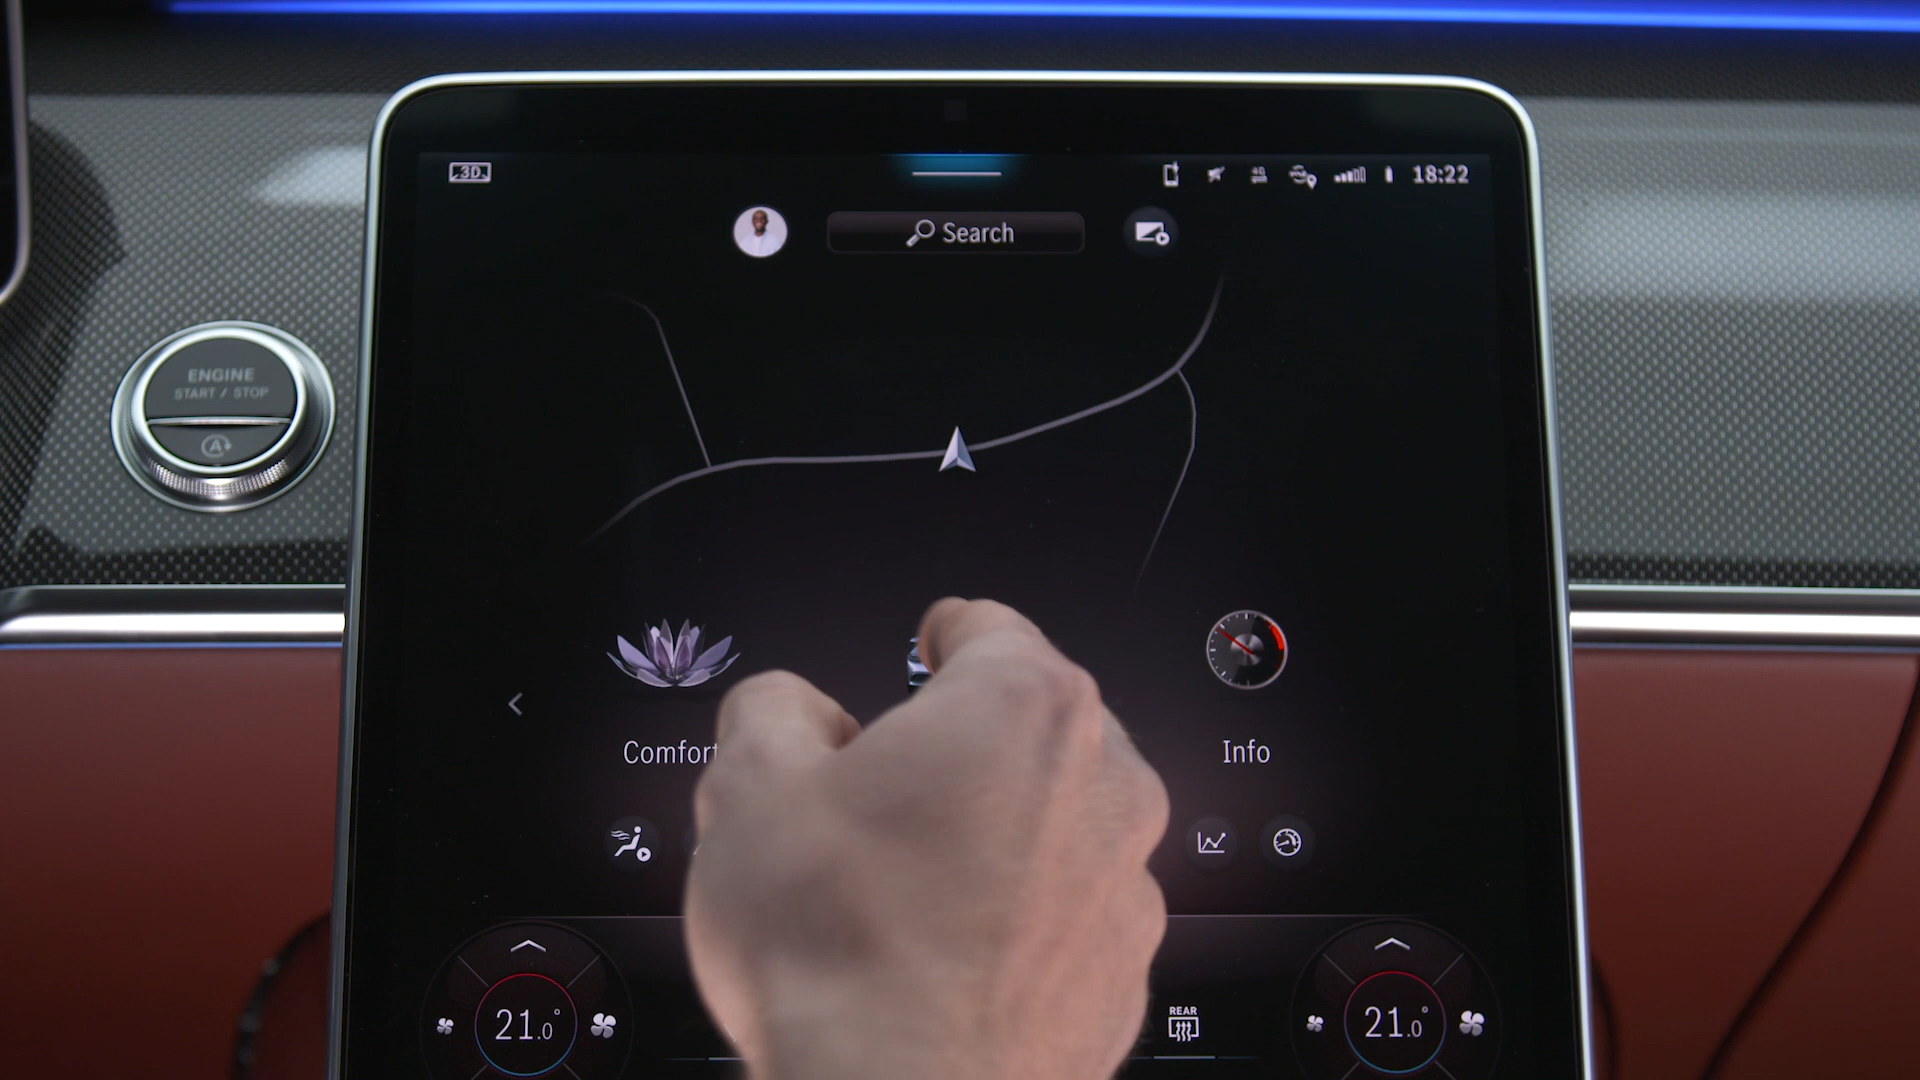 3D
18:22
Search
ENGINE
START / STOP
A
Comfort
Info
21.0°
REAR
21.0°